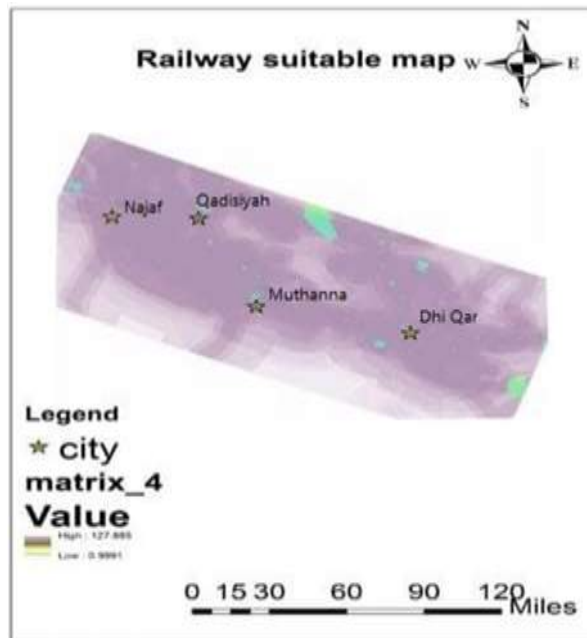 N
Railway suitable map
W E
S
Najaf
Qadisiyah
Muthanna
Dhi Qar
Legend
city
matrix_4
Value
High : 127.885
Low : 0.9991
0 15 30 60 90 120
Miles